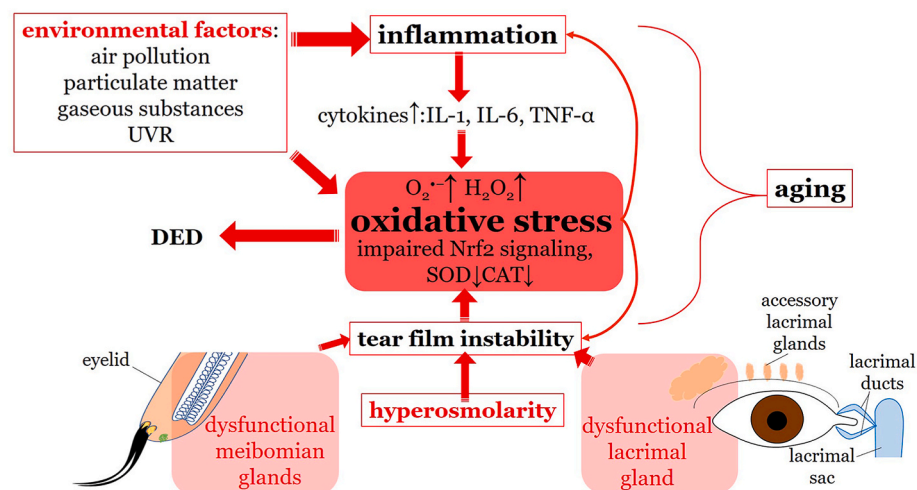 environmental factors:
air pollution
particulate matter
gaseous substances
UVR
inflammation
cytokines↑:IL-1, IL-6, TNF-α
O₂•−↑ H₂O₂↑
oxidative stress
impaired Nrf2 signaling,
SOD↓CAT↓
DED
aging
tear film instability
hyperosmolarity
eyelid
dysfunctional
meibomian
glands
dysfunctional
lacrimal
gland
accessory
lacrimal
glands
lacrimal
ducts
lacrimal
sac